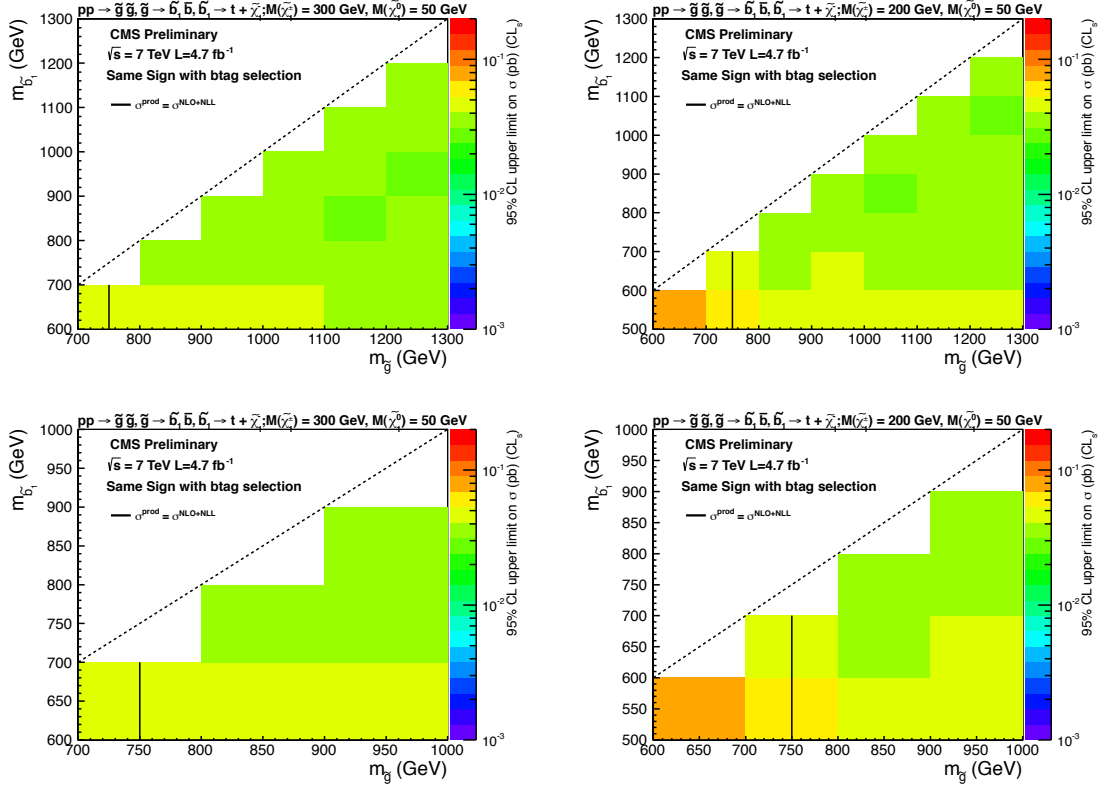 pp → g̃ g̃, g̃ → b̃₁ b̄, b̃₁ → t + χ̃₁⁻;M(χ̃₁^±) = 300 GeV, M(χ̃₁⁰) = 50 GeV
CMS Preliminary
√s = 7 TeV L=4.7 fb⁻¹
Same Sign with btag selection
σ^prod = σ^NLO+NLL
m_b̃₁ (GeV)
1300
1200
1100
1000
900
800
700
600
700 800 900 1000 1100 1200 1300
m_g̃ (GeV)
10⁻¹
10⁻²
10⁻³
95% CL upper limit on σ (pb) (CL_s)
pp → g̃ g̃, g̃ → b̃₁ b̄, b̃₁ → t + χ̃₁⁻;M(χ̃₁^±) = 200 GeV, M(χ̃₁⁰) = 50 GeV
CMS Preliminary
√s = 7 TeV L=4.7 fb⁻¹
Same Sign with btag selection
σ^prod = σ^NLO+NLL
m_b̃₁ (GeV)
1300
1200
1100
1000
900
800
700
600
500
600 700 800 900 1000 1100 1200 1300
m_g̃ (GeV)
10⁻¹
10⁻²
10⁻³
95% CL upper limit on σ (pb) (CL_s)
pp → g̃ g̃, g̃ → b̃₁ b̄, b̃₁ → t + χ̃₁⁻;M(χ̃₁^±) = 300 GeV, M(χ̃₁⁰) = 50 GeV
CMS Preliminary
√s = 7 TeV L=4.7 fb⁻¹
Same Sign with btag selection
σ^prod = σ^NLO+NLL
m_b̃₁ (GeV)
1000
950
900
850
800
750
700
650
600
700 750 800 850 900 950 1000
m_g̃ (GeV)
10⁻¹
10⁻²
10⁻³
95% CL upper limit on σ (pb) (CL_s)
pp → g̃ g̃, g̃ → b̃₁ b̄, b̃₁ → t + χ̃₁⁻;M(χ̃₁^±) = 200 GeV, M(χ̃₁⁰) = 50 GeV
CMS Preliminary
√s = 7 TeV L=4.7 fb⁻¹
Same Sign with btag selection
σ^prod = σ^NLO+NLL
m_b̃₁ (GeV)
1000
950
900
850
800
750
700
650
600
550
500
600 650 700 750 800 850 900 950 1000
m_g̃ (GeV)
10⁻¹
10⁻²
10⁻³
95% CL upper limit on σ (pb) (CL_s)